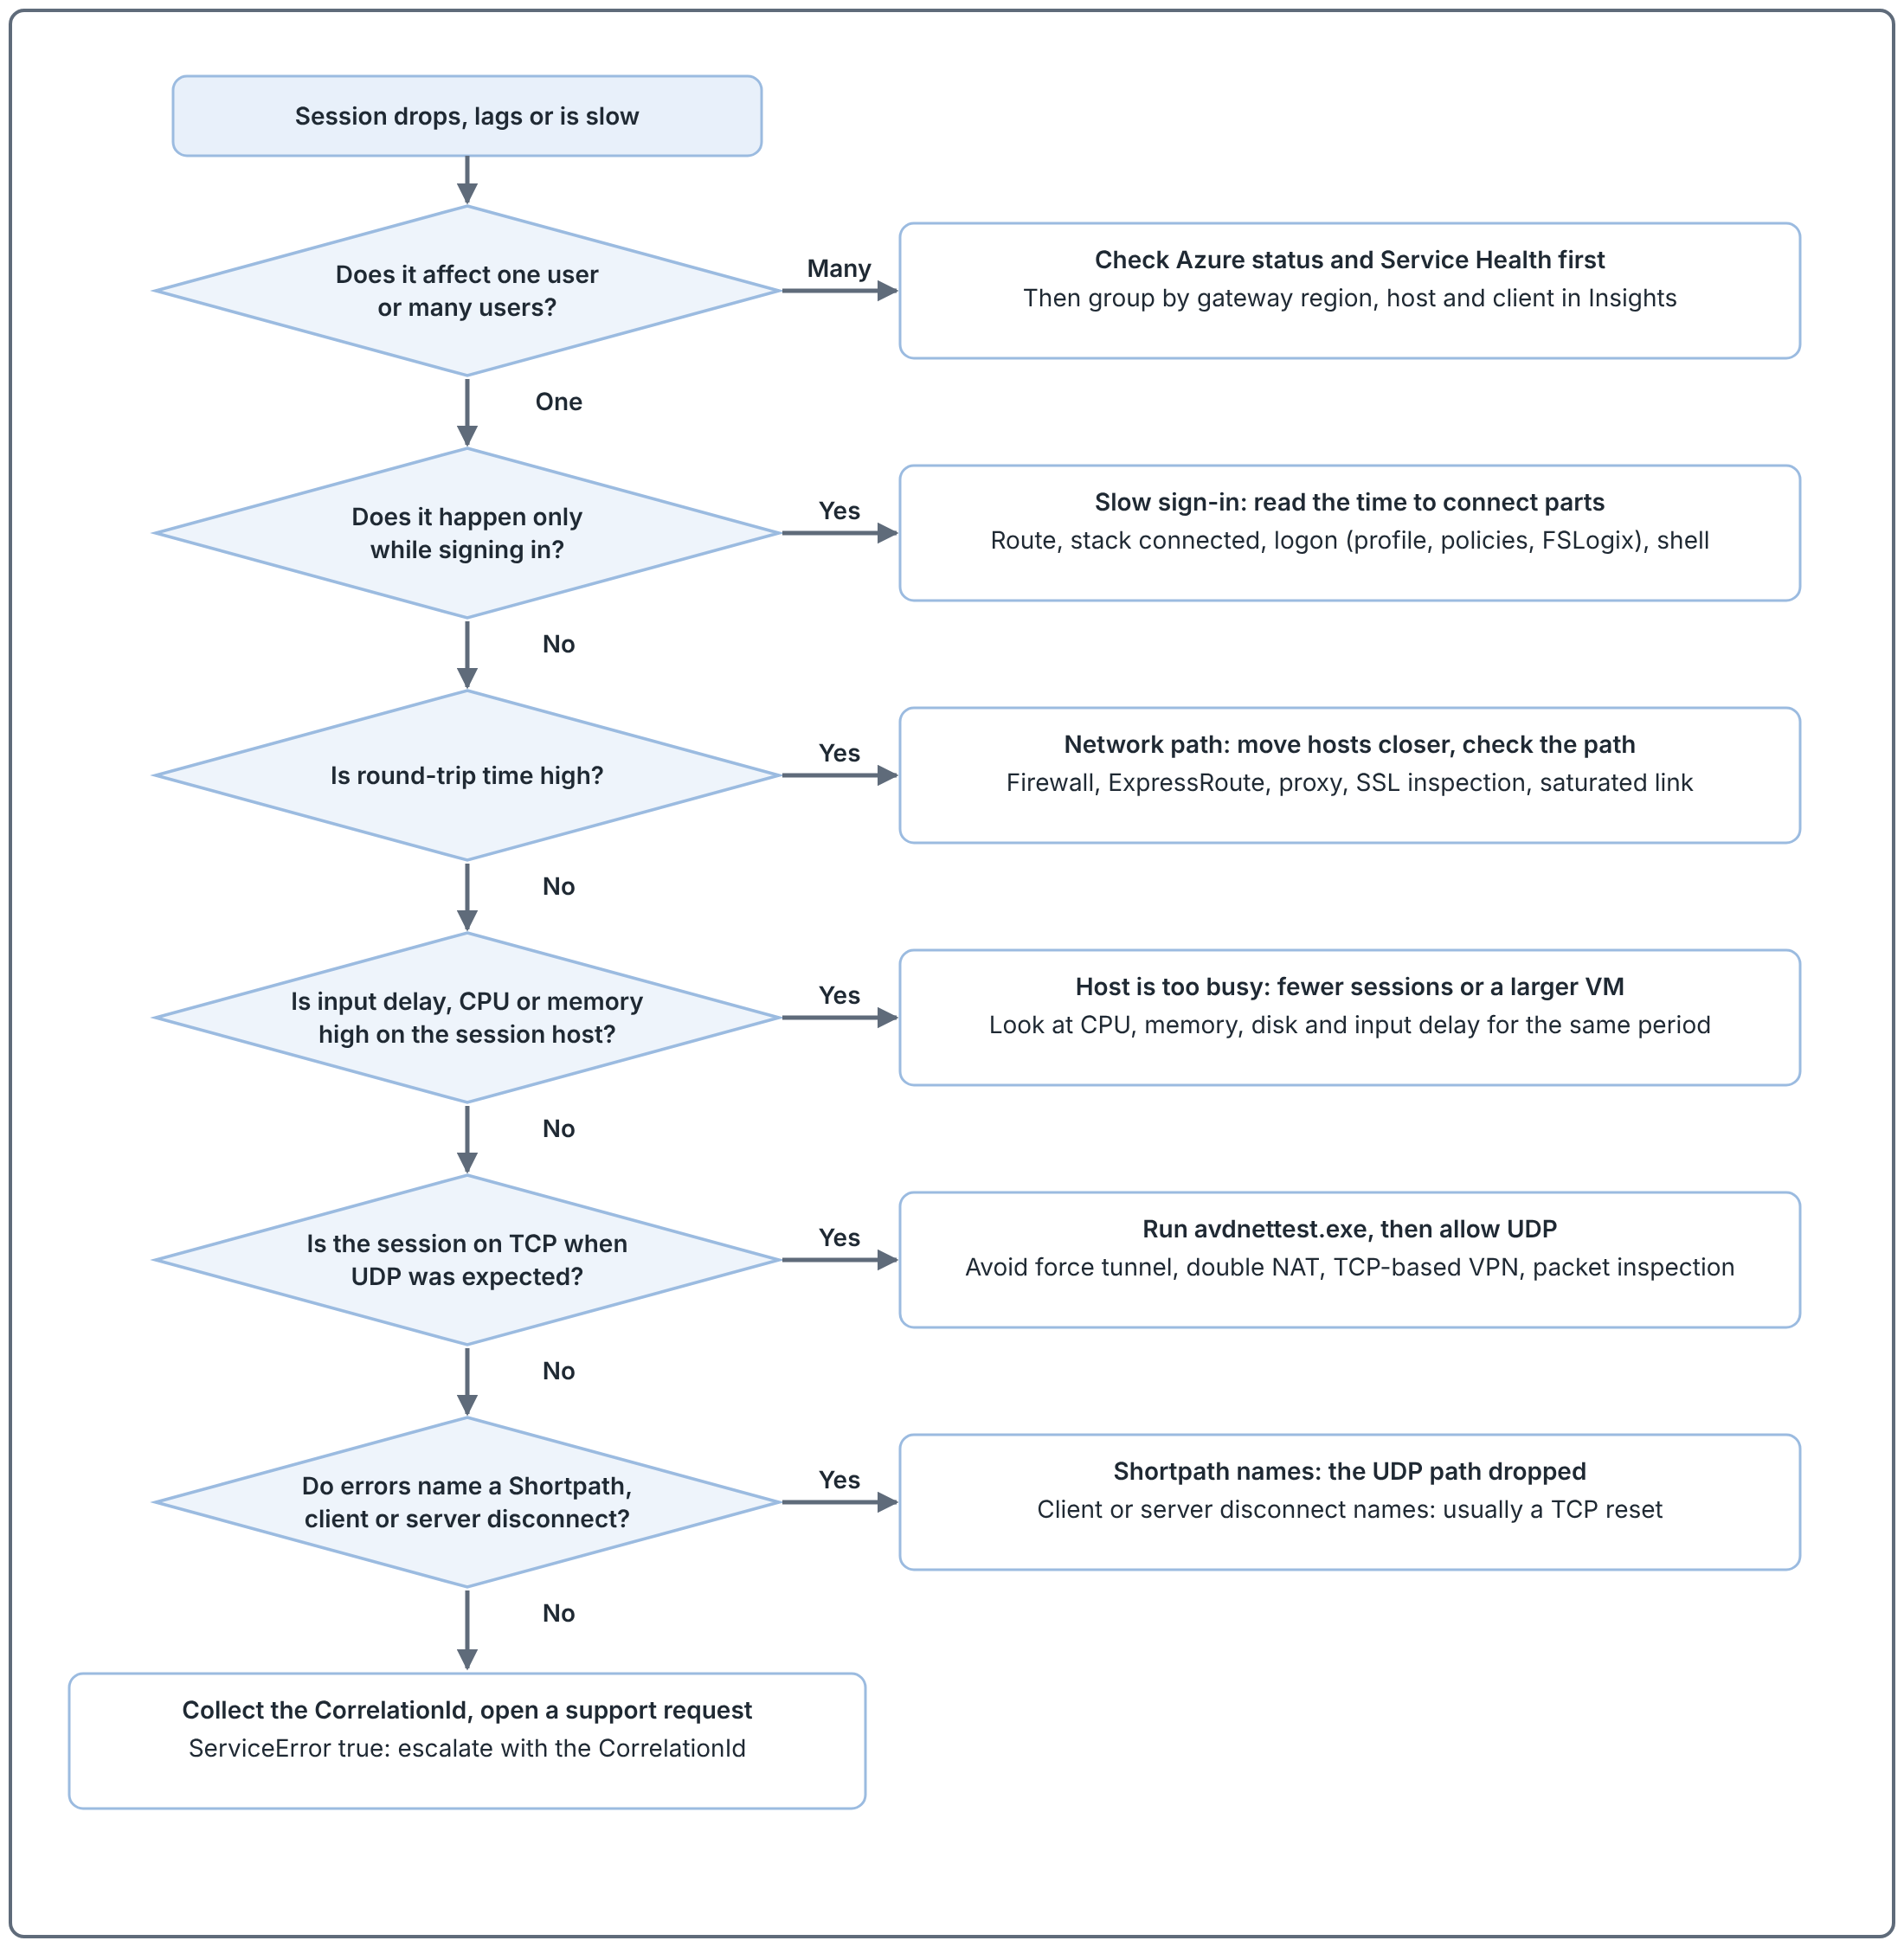 Session drops, lags or is slow
Does it affect one user
or many users?
Many
Check Azure status and Service Health first
Then group by gateway region, host and client in Insights
One
Does it happen only
while signing in?
Yes
Slow sign-in: read the time to connect parts
Route, stack connected, logon (profile, policies, FSLogix), shell
No
Is round-trip time high?
Yes
Network path: move hosts closer, check the path
Firewall, ExpressRoute, proxy, SSL inspection, saturated link
No
Is input delay, CPU or memory
high on the session host?
Yes
Host is too busy: fewer sessions or a larger VM
Look at CPU, memory, disk and input delay for the same period
No
Is the session on TCP when
UDP was expected?
Yes
Run avdnettest.exe, then allow UDP
Avoid force tunnel, double NAT, TCP-based VPN, packet inspection
No
Do errors name a Shortpath,
client or server disconnect?
Yes
Shortpath names: the UDP path dropped
Client or server disconnect names: usually a TCP reset
No
Collect the CorrelationId, open a support request
ServiceError true: escalate with the CorrelationId